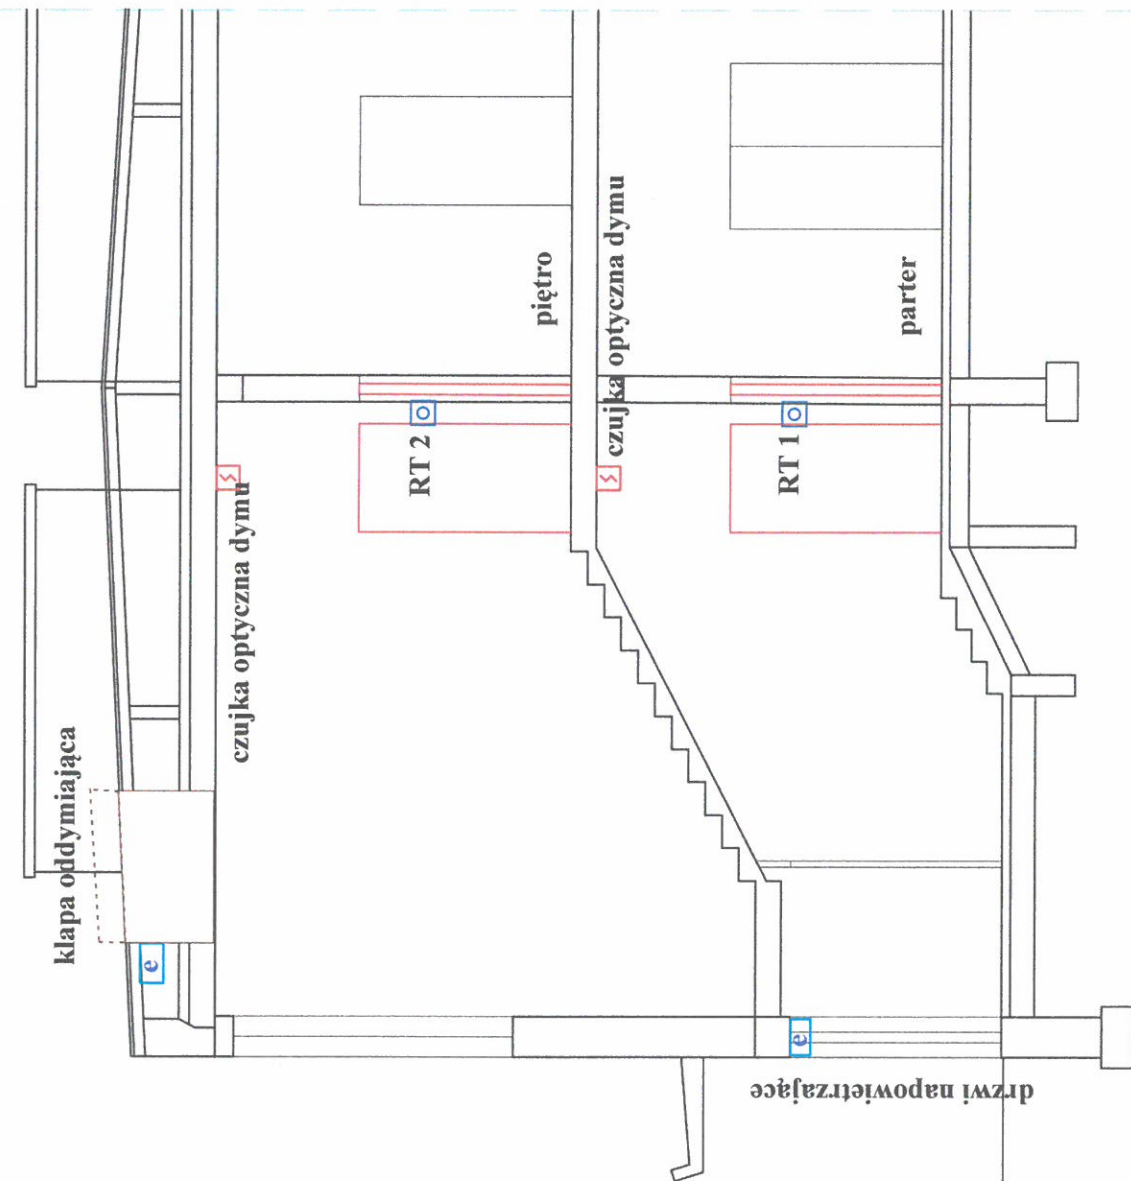 klapa oddymiająca
e
czujka optyczna dymu
RT 2
piętro
czujka optyczna dymu
RT 1
parter
e
drzwi napowietrzające